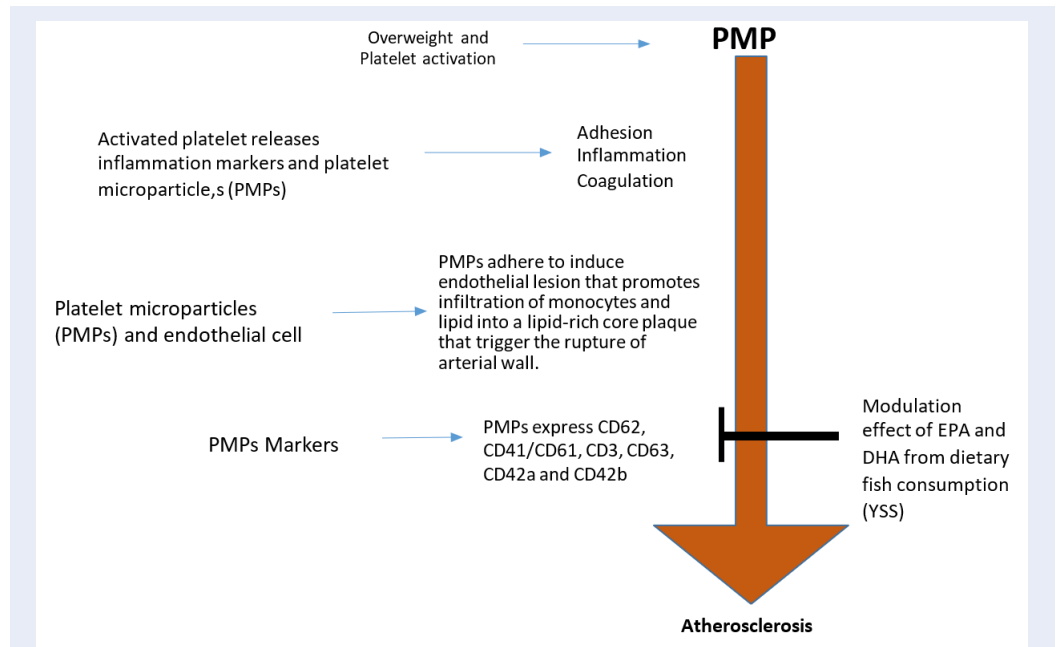 Overweight and
Platelet activation
PMP
Activated platelet releases
inflammation markers and platelet
microparticle,s (PMPs)
Adhesion
Inflammation
Coagulation
Platelet microparticles
(PMPs) and endothelial cell
PMPs adhere to induce
endothelial lesion that promotes
infiltration of monocytes and
lipid into a lipid-rich core plaque
that trigger the rupture of
arterial wall.
PMPs Markers
PMPs express CD62,
CD41/CD61, CD3, CD63,
CD42a and CD42b
Modulation
effect of EPA and
DHA from dietary
fish consumption
(YSS)
Atherosclerosis